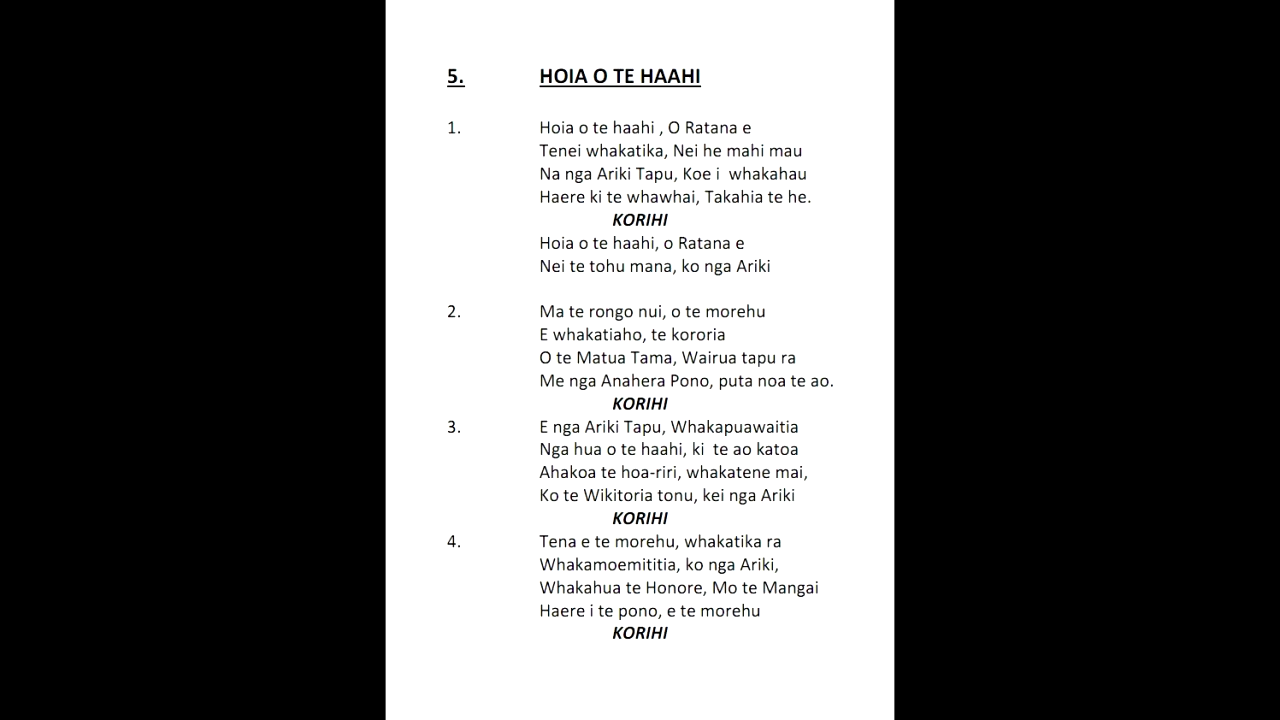 5. HOIA O TE HAAHI
1. Hoia o te haahi , O Ratana e
Tenei whakatika, Nei he mahi mau
Na nga Ariki Tapu, Koe i  whakahau
Haere ki te whawhai, Takahia te he.
KORIHI
Hoia o te haahi, o Ratana e
Nei te tohu mana, ko nga Ariki
2. Ma te rongo nui, o te morehu
E whakatiaho, te kororia
O te Matua Tama, Wairua tapu ra
Me nga Anahera Pono, puta noa te ao.
KORIHI
3. E nga Ariki Tapu, Whakapuawaitia
Nga hua o te haahi, ki  te ao katoa
Ahakoa te hoa-riri, whakatene mai,
Ko te Wikitoria tonu, kei nga Ariki
KORIHI
4. Tena e te morehu, whakatika ra
Whakamoemititia, ko nga Ariki,
Whakahua te Honore, Mo te Mangai
Haere i te pono, e te morehu
KORIHI